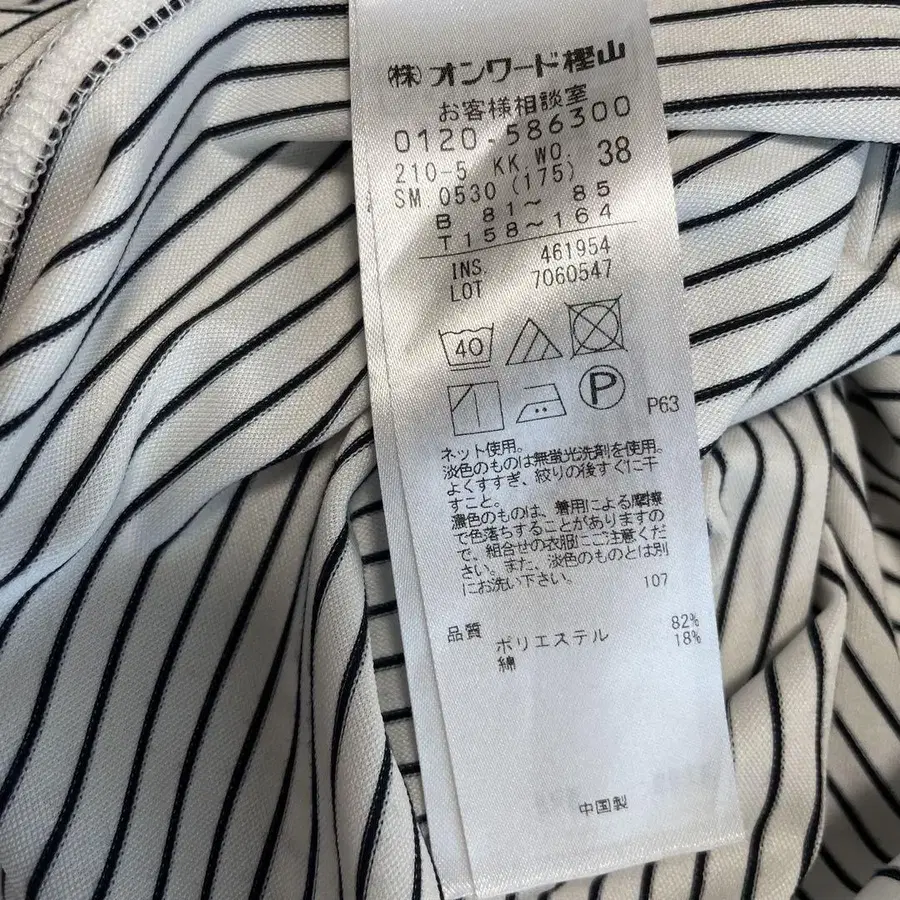 (株)オンワード樫山
お客様相談室
0120-586300
210-5 KK.WO. 38
SM 0530 (175)
B 81～ 85
T158～164
INS. 461954
LOT 7060547
40
P
P63
ネット使用。
淡色のものは無蛍光洗剤を使用。
よくすすぎ、絞りの後すぐに干
すこと。
濃色のものは、着用による摩擦
で色落ちすることがありますの
で、組合せの衣服にご注意くだ
さい。また、淡色のものとは別
にお洗い下さい。
107
品質
ポリエステル 82%
綿 18%
中国製